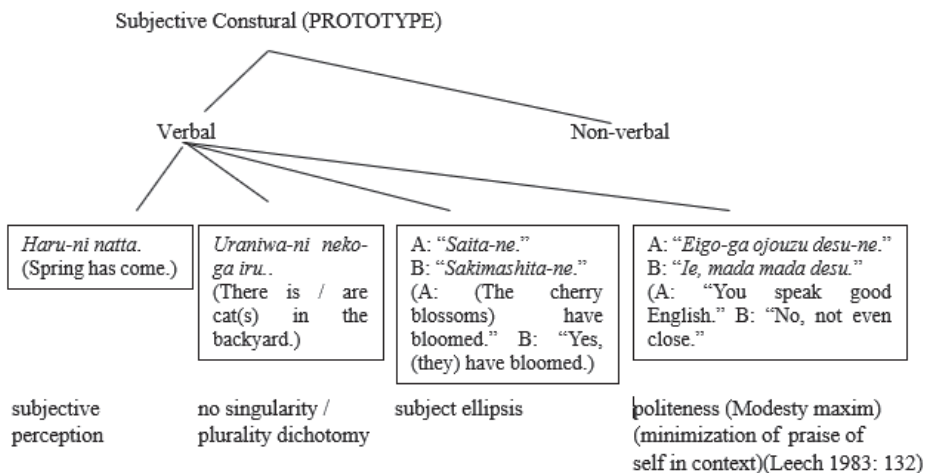 Subjective Constural (PROTOTYPE)
Verbal
Non-verbal
Haru-ni natta.
(Spring has come.)
Uraniwa-ni neko-
ga iru..
(There is / are
cat(s) in the
backyard.)
A: “Saita-ne.”
B: “Sakimashita-ne.”
(A: (The cherry
blossoms) have
bloomed.” B: “Yes,
(they) have bloomed.)
A: “Eigo-ga ojouzu desu-ne.”
B: “Ie, mada mada desu.”
(A: “You speak good
English.” B: “No, not even
close.”
subjective
perception
no singularity /
plurality dichotomy
subject ellipsis
politeness (Modesty maxim)
(minimization of praise of
self in context)(Leech 1983: 132)